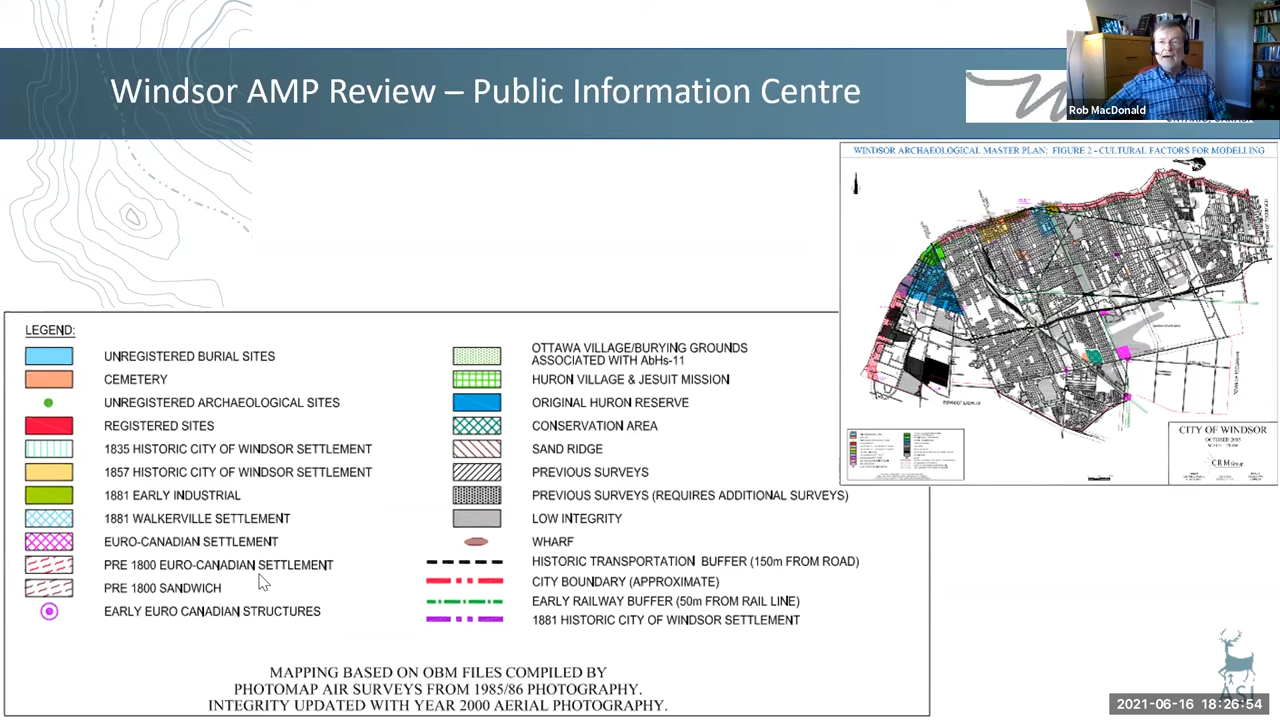 Windsor AMP Review – Public Information Centre
Rob MacDonald
WINDSOR ARCHAEOLOGICAL MASTER PLAN: FIGURE 2 - CULTURAL FACTORS FOR MODELLING
CITY OF WINDSOR
OCTOBER 2005
CRM Group
LEGEND:
UNREGISTERED BURIAL SITES
CEMETERY
UNREGISTERED ARCHAEOLOGICAL SITES
REGISTERED SITES
1835 HISTORIC CITY OF WINDSOR SETTLEMENT
1857 HISTORIC CITY OF WINDSOR SETTLEMENT
1881 EARLY INDUSTRIAL
1881 WALKERVILLE SETTLEMENT
EURO-CANADIAN SETTLEMENT
PRE 1800 EURO-CANADIAN SETTLEMENT
PRE 1800 SANDWICH
EARLY EURO CANADIAN STRUCTURES
OTTAWA VILLAGE/BURYING GROUNDS
ASSOCIATED WITH AbHs-11
HURON VILLAGE & JESUIT MISSION
ORIGINAL HURON RESERVE
CONSERVATION AREA
SAND RIDGE
PREVIOUS SURVEYS
PREVIOUS SURVEYS (REQUIRES ADDITIONAL SURVEYS)
LOW INTEGRITY
WHARF
HISTORIC TRANSPORTATION BUFFER (150m FROM ROAD)
CITY BOUNDARY (APPROXIMATE)
EARLY RAILWAY BUFFER (50m FROM RAIL LINE)
1881 HISTORIC CITY OF WINDSOR SETTLEMENT
MAPPING BASED ON OBM FILES COMPILED BY
PHOTOMAP AIR SURVEYS FROM 1985/86 PHOTOGRAPHY.
INTEGRITY UPDATED WITH YEAR 2000 AERIAL PHOTOGRAPHY.
ASI
2021-06-16 18:26:54